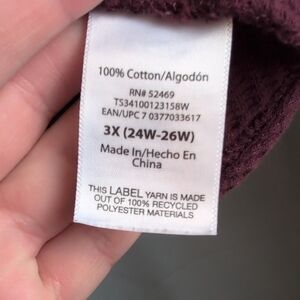 100% Cotton/Algodón
RN# 52469
TS34100123158W
EAN/UPC 7 0377033617
3X (24W-26W)
Made In/Hecho En
China
THIS LABEL YARN IS MADE
OUT OF 100% RECYCLED
POLYESTER MATERIALS